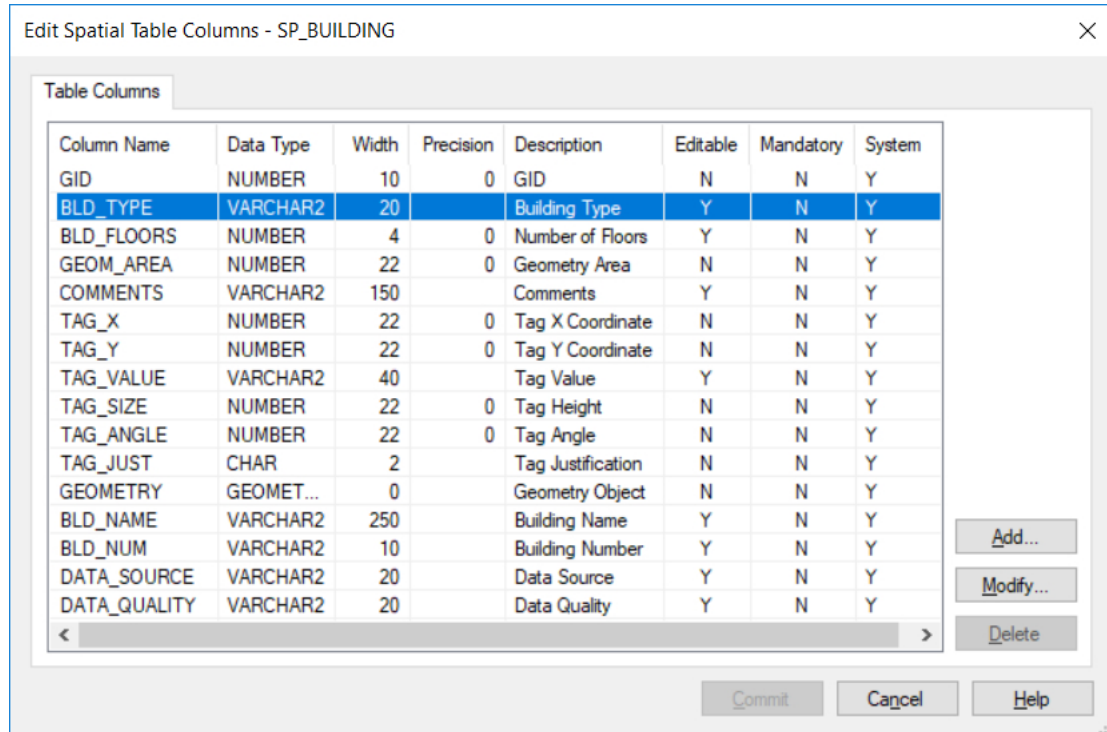 Edit Spatial Table Columns - SP_BUILDING
Table Columns
Column Name Data Type Width Precision Description Editable Mandatory System
GID NUMBER 10 0 GID N N Y
BLD_TYPE VARCHAR2 20 Building Type Y N Y
BLD_FLOORS NUMBER 4 0 Number of Floors Y N Y
GEOM_AREA NUMBER 22 0 Geometry Area N N Y
COMMENTS VARCHAR2 150 Comments Y N Y
TAG_X NUMBER 22 0 Tag X Coordinate N N Y
TAG_Y NUMBER 22 0 Tag Y Coordinate N N Y
TAG_VALUE VARCHAR2 40 Tag Value Y N Y
TAG_SIZE NUMBER 22 0 Tag Height N N Y
TAG_ANGLE NUMBER 22 0 Tag Angle N N Y
TAG_JUST CHAR 2 Tag Justification N N Y
GEOMETRY GEOMET... 0 Geometry Object N N Y
BLD_NAME VARCHAR2 250 Building Name Y N Y
BLD_NUM VARCHAR2 10 Building Number Y N Y
DATA_SOURCE VARCHAR2 20 Data Source Y N Y
DATA_QUALITY VARCHAR2 20 Data Quality Y N Y
Add...
Modify...
Delete
Commit Cancel Help